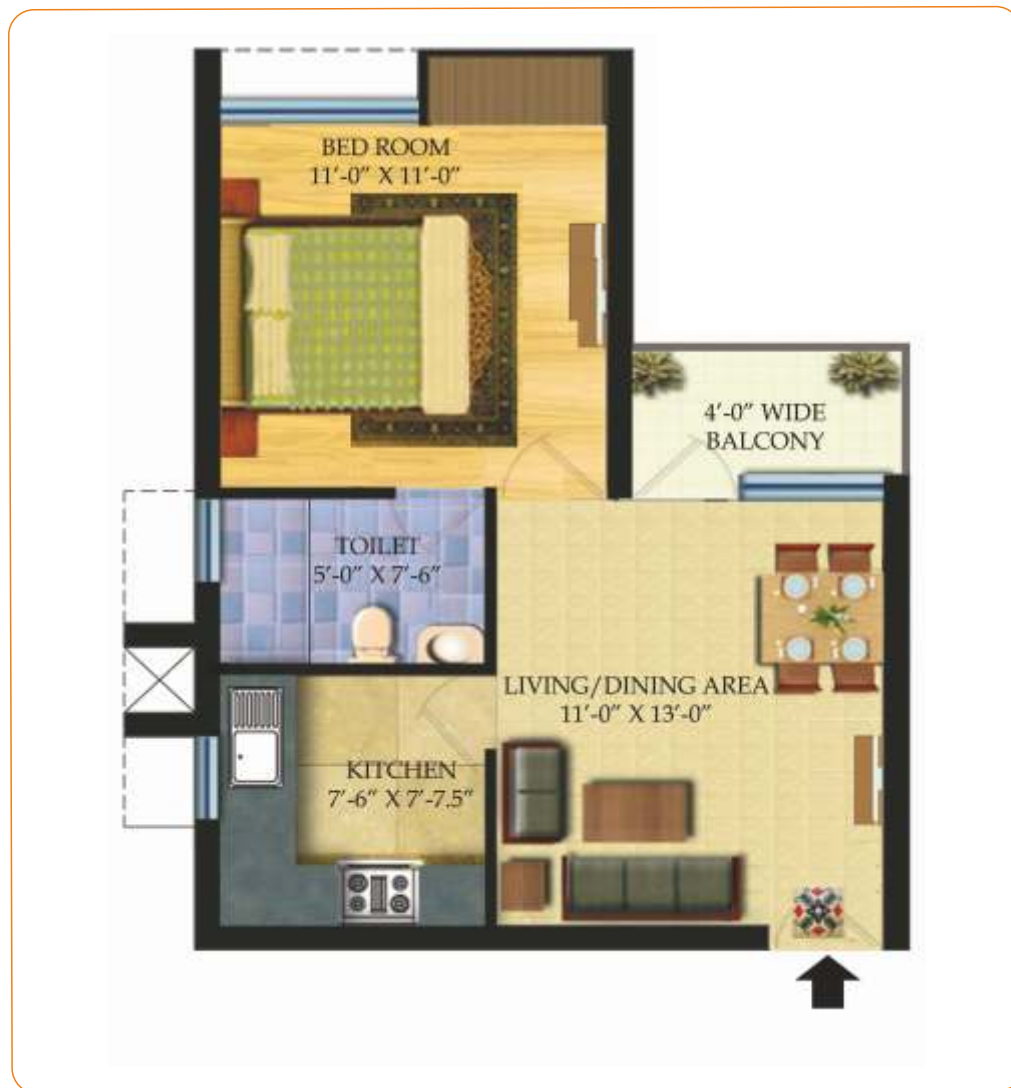 BED ROOM
11′-0″ X 11′-0″
4′-0″ WIDE
BALCONY
TOILET
5′-0″ X 7′-6″
LIVING/DINING AREA
11′-0″ X 13′-0″
KITCHEN
7′-6″ X 7′-7.5″